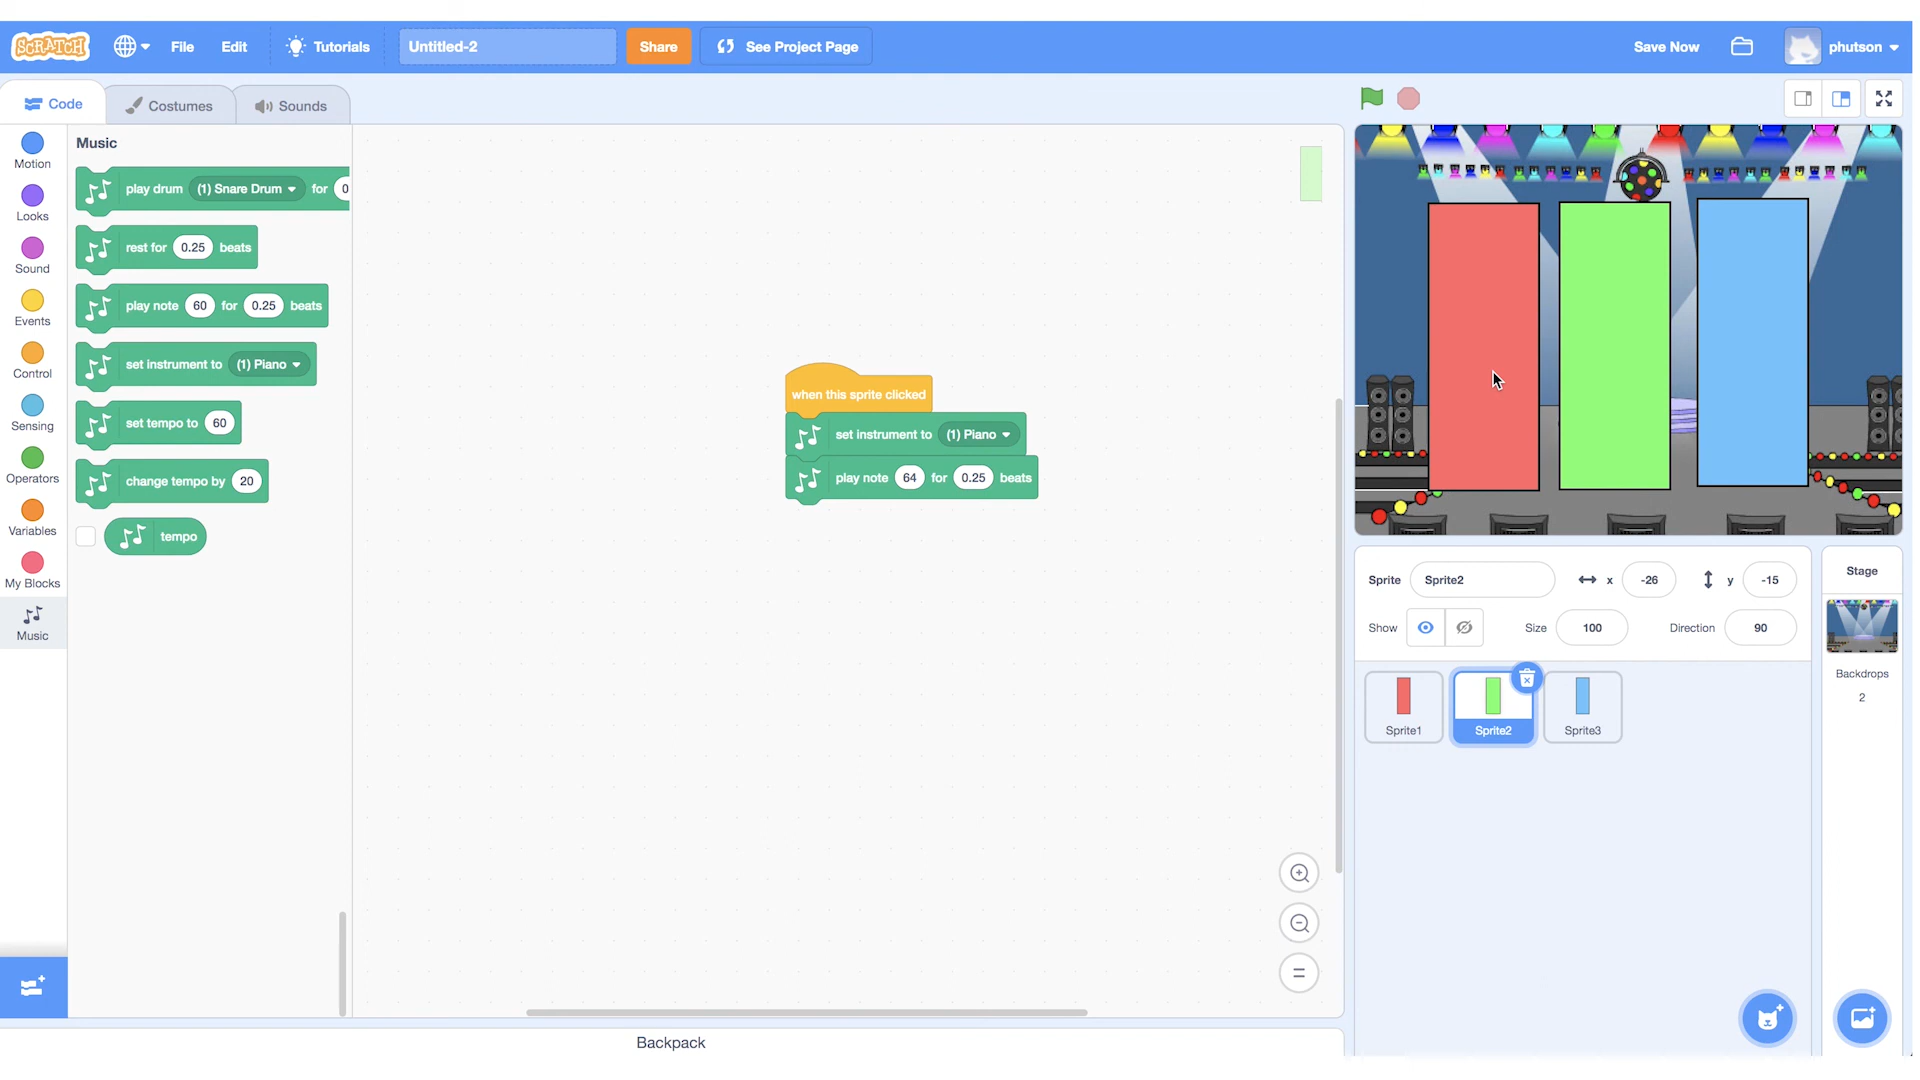 SCRATCH File Edit Tutorials Untitled-2 Share See Project Page Save Now phutson
Code Costumes Sounds
Motion
Looks
Sound
Events
Control
Sensing
Operators
Variables
My Blocks
Music
Music
play drum (1) Snare Drum for 0
rest for 0.25 beats
play note 60 for 0.25 beats
set instrument to (1) Piano
set tempo to 60
change tempo by 20
tempo
when this sprite clicked
set instrument to (1) Piano
play note 64 for 0.25 beats
Sprite Sprite2 x -26 y -15
Show Size 100 Direction 90
Sprite1 Sprite2 Sprite3
Stage
Backdrops
2
Backpack